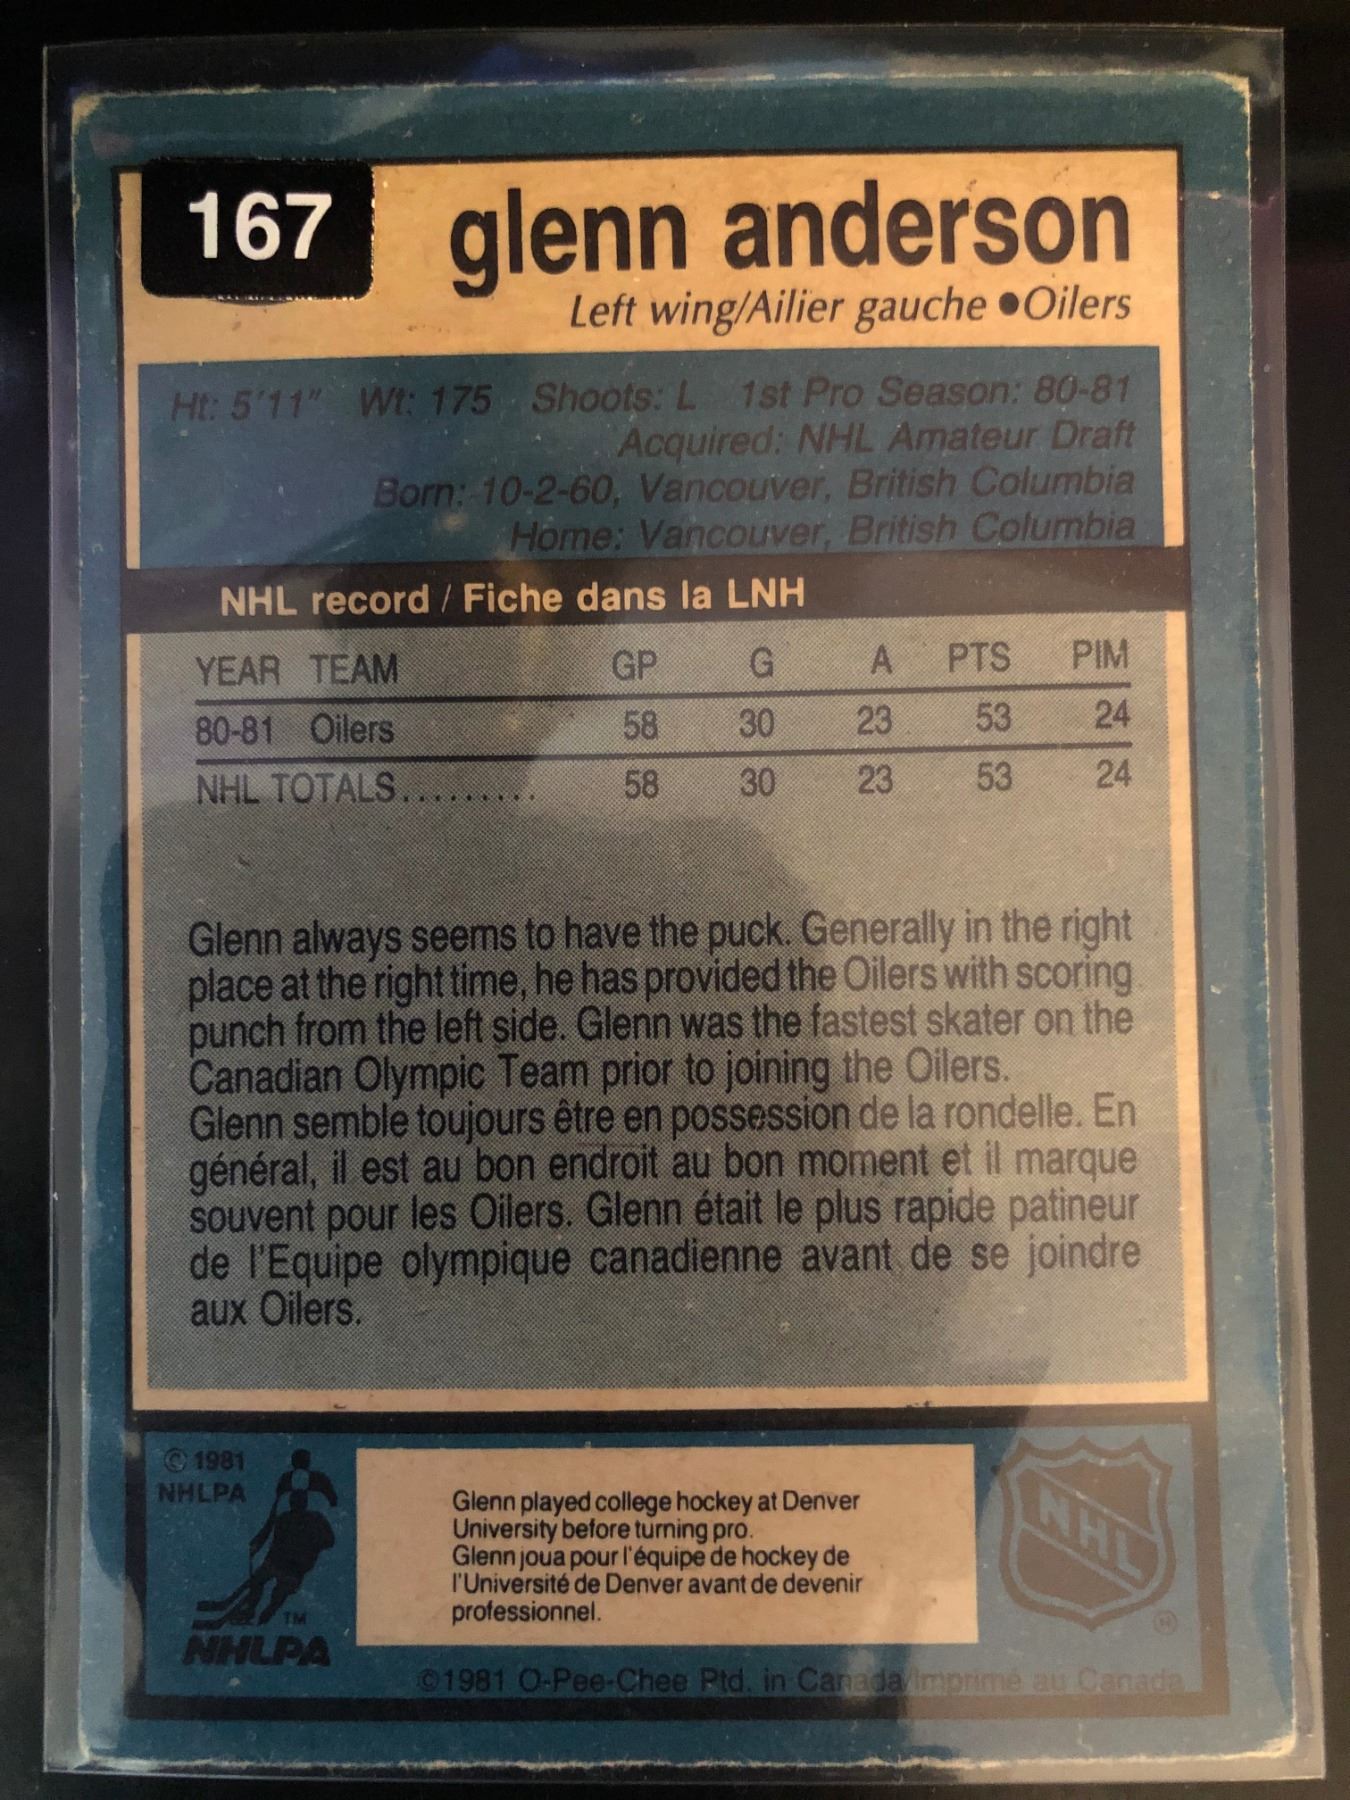 167
glenn anderson
Left wing/Ailier gauche ●Oilers
Ht: 5'11" Wt: 175 Shoots: L 1st Pro Season: 80-81
Acquired: NHL Amateur Draft
Born: 10-2-60, Vancouver, British Columbia
Home: Vancouver, British Columbia
NHL record / Fiche dans la LNH
YEAR TEAM GP G A PTS PIM
80-81 Oilers 58 30 23 53 24
NHL TOTALS......... 58 30 23 53 24
Glenn always seems to have the puck. Generally in the right
place at the right time, he has provided the Oilers with scoring
punch from the left side. Glenn was the fastest skater on the
Canadian Olympic Team prior to joining the Oilers.
Glenn semble toujours être en possession de la rondelle. En
général, il est au bon endroit au bon moment et il marque
souvent pour les Oilers. Glenn était le plus rapide patineur
de l'Equipe olympique canadienne avant de se joindre
aux Oilers.
© 1981
NHLPA
TM
NHLPA
Glenn played college hockey at Denver
University before turning pro.
Glenn joua pour l'équipe de hockey de
l'Université de Denver avant de devenir
professionnel.
NHL
®
©1981 O-Pee-Chee Ptd. in Canada/Imprimé au Canada